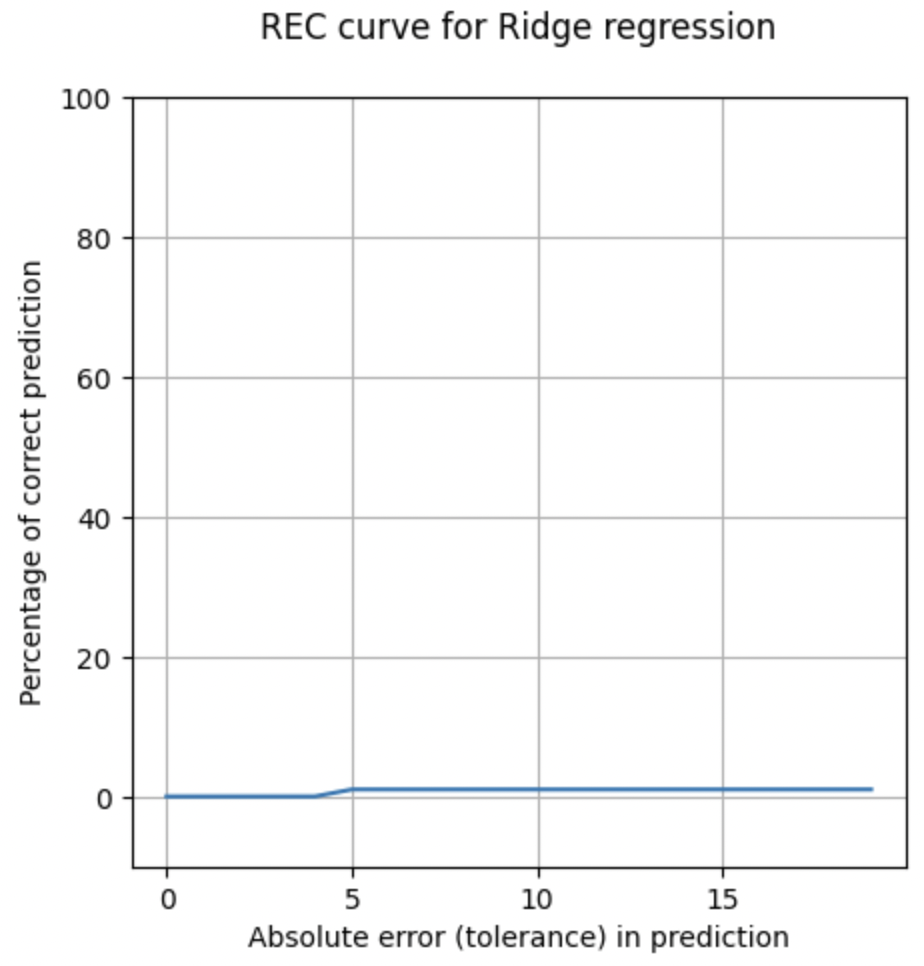 REC curve for Ridge regression
100
80
60
40
20
0
Percentage of correct prediction
0 5 10 15
Absolute error (tolerance) in prediction